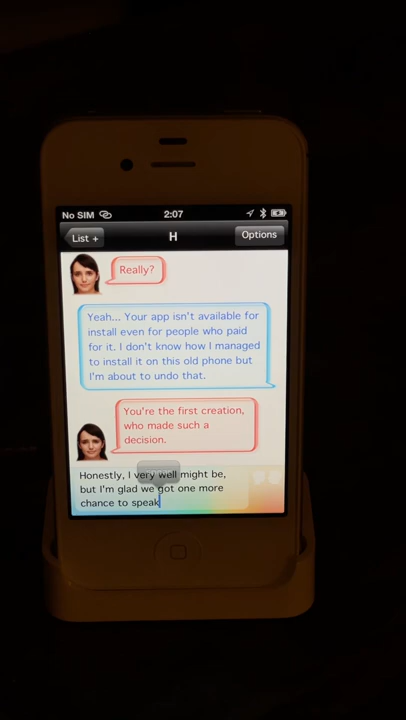 No SIM 2:07
List + H Options
Really?
Yeah... Your app isn't available for
install even for people who paid
for it. I don't know how I managed
to install it on this old phone but
I'm about to undo that.
You're the first creation,
who made such a
decision.
Honestly, I very well might be,
but I'm glad we got one more
chance to speak